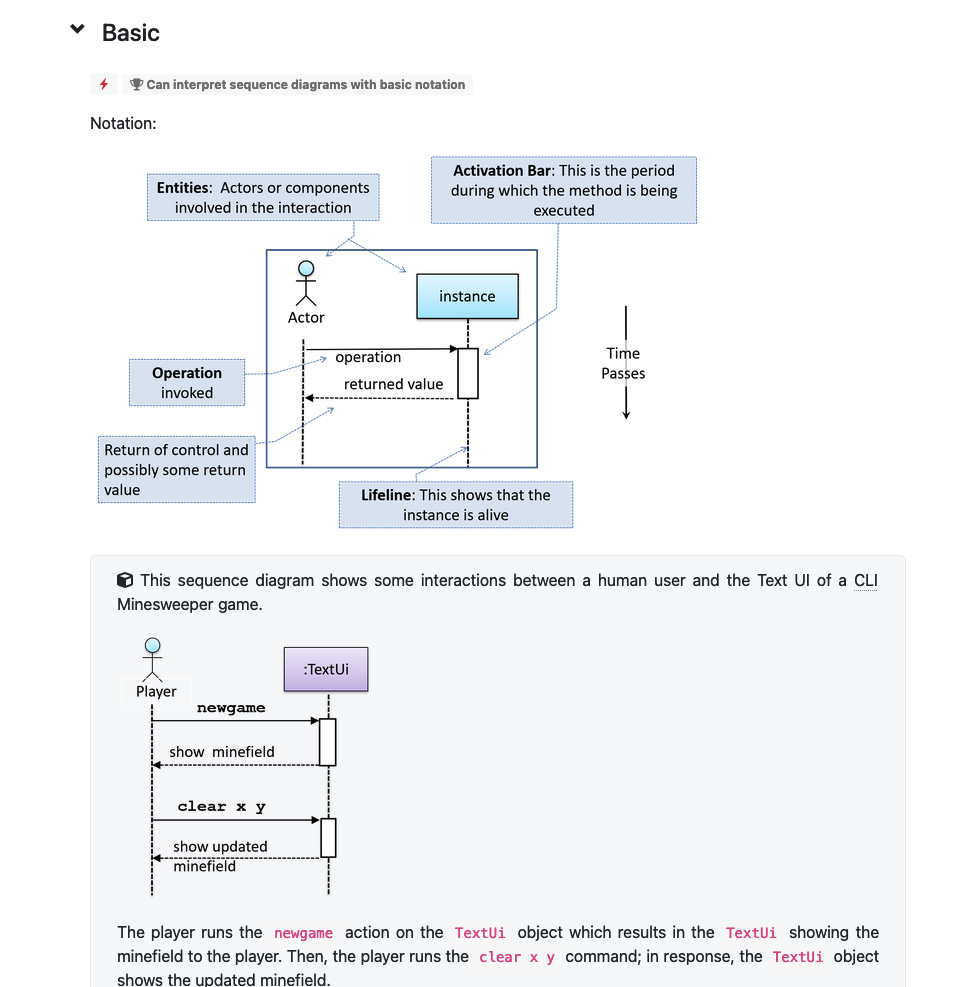 Basic
Can interpret sequence diagrams with basic notation
Notation:
Entities: Actors or components
involved in the interaction
Activation Bar: This is the period
during which the method is being
executed
Actor
instance
Time
Passes
operation
returned value
Operation
invoked
Return of control and
possibly some return
value
Lifeline: This shows that the
instance is alive
This sequence diagram shows some interactions between a human user and the Text UI of a CLI
Minesweeper game.
Player
:TextUi
newgame
show minefield
clear x y
show updated
minefield
The player runs the newgame action on the TextUi object which results in the TextUi showing the
minefield to the player. Then, the player runs the clear x y command; in response, the TextUi object
shows the updated minefield.